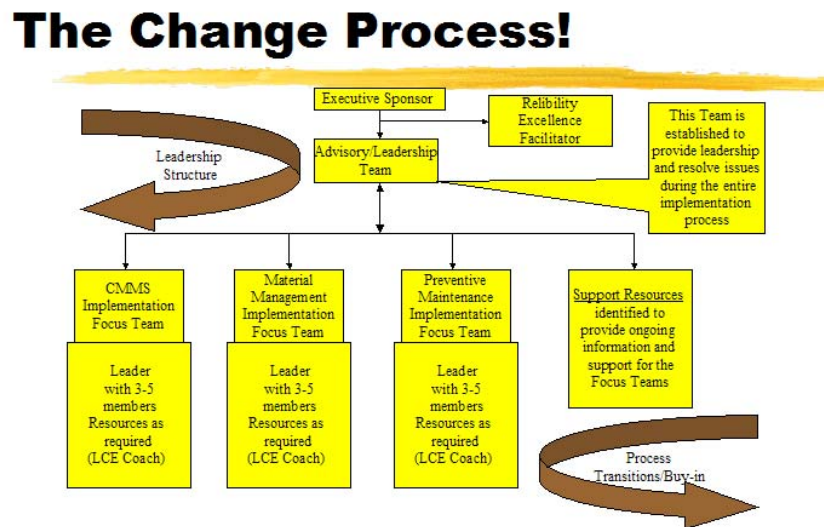 The Change Process!
Executive Sponsor
Relibility
Excellence
Facilitator
This Team is
established to
provide leadership
and resolve issues
during the entire
implementation
process
Advisory/Leadership
Team
Leadership
Structure
CMMS
Implementation
Focus Team
Leader
with 3-5
members
Resources as
required
(LCE Coach)
Material
Management
Implementation
Focus Team
Leader
with 3-5
members
Resources as
required
(LCE Coach)
Preventive
Maintenance
Implementation
Focus Team
Leader
with 3-5
members
Resources as
required
(LCE Coach)
Support Resources
identified to
provide ongoing
information and
support for the
Focus Teams
Process
Transitions/Buy-in